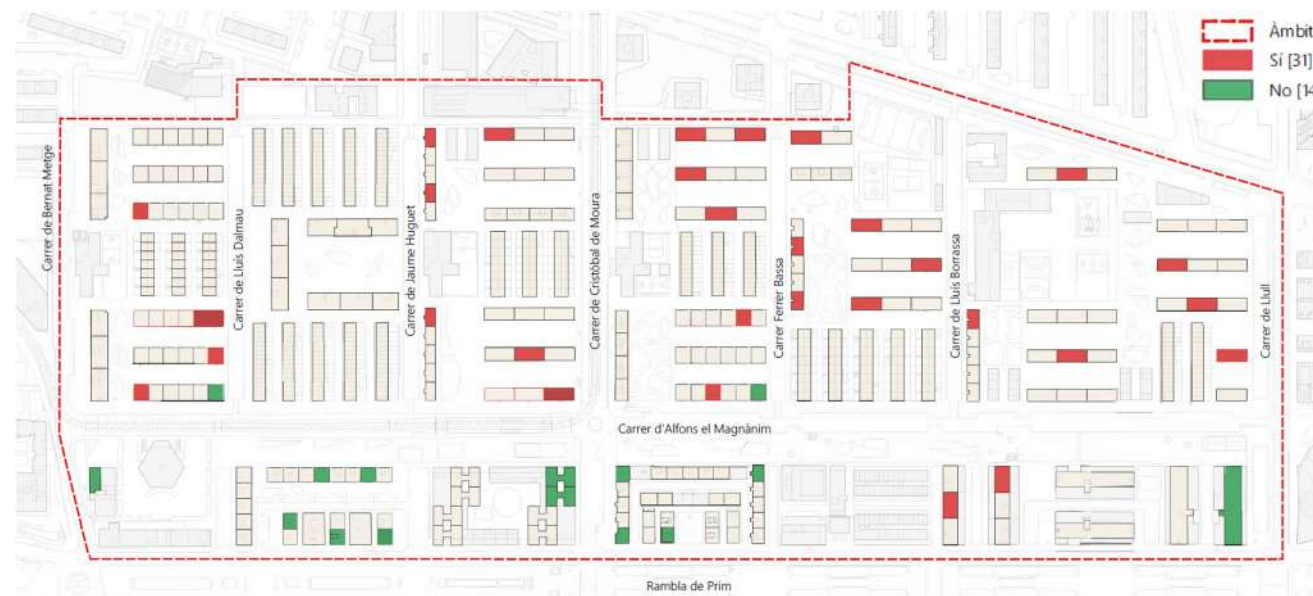 Àmbit
Sí [31]
No [14
Carrer de Bernat Metge
Carrer de Lluís Dalmau
Carrer de Jaume Huguet
Carrer de Cristòbal de Moura
Carrer Ferrer Bassa
Carrer de Lluís Borrassa
Carrer de Llull
Carrer d'Alfons el Magnànim
Rambla de Prim